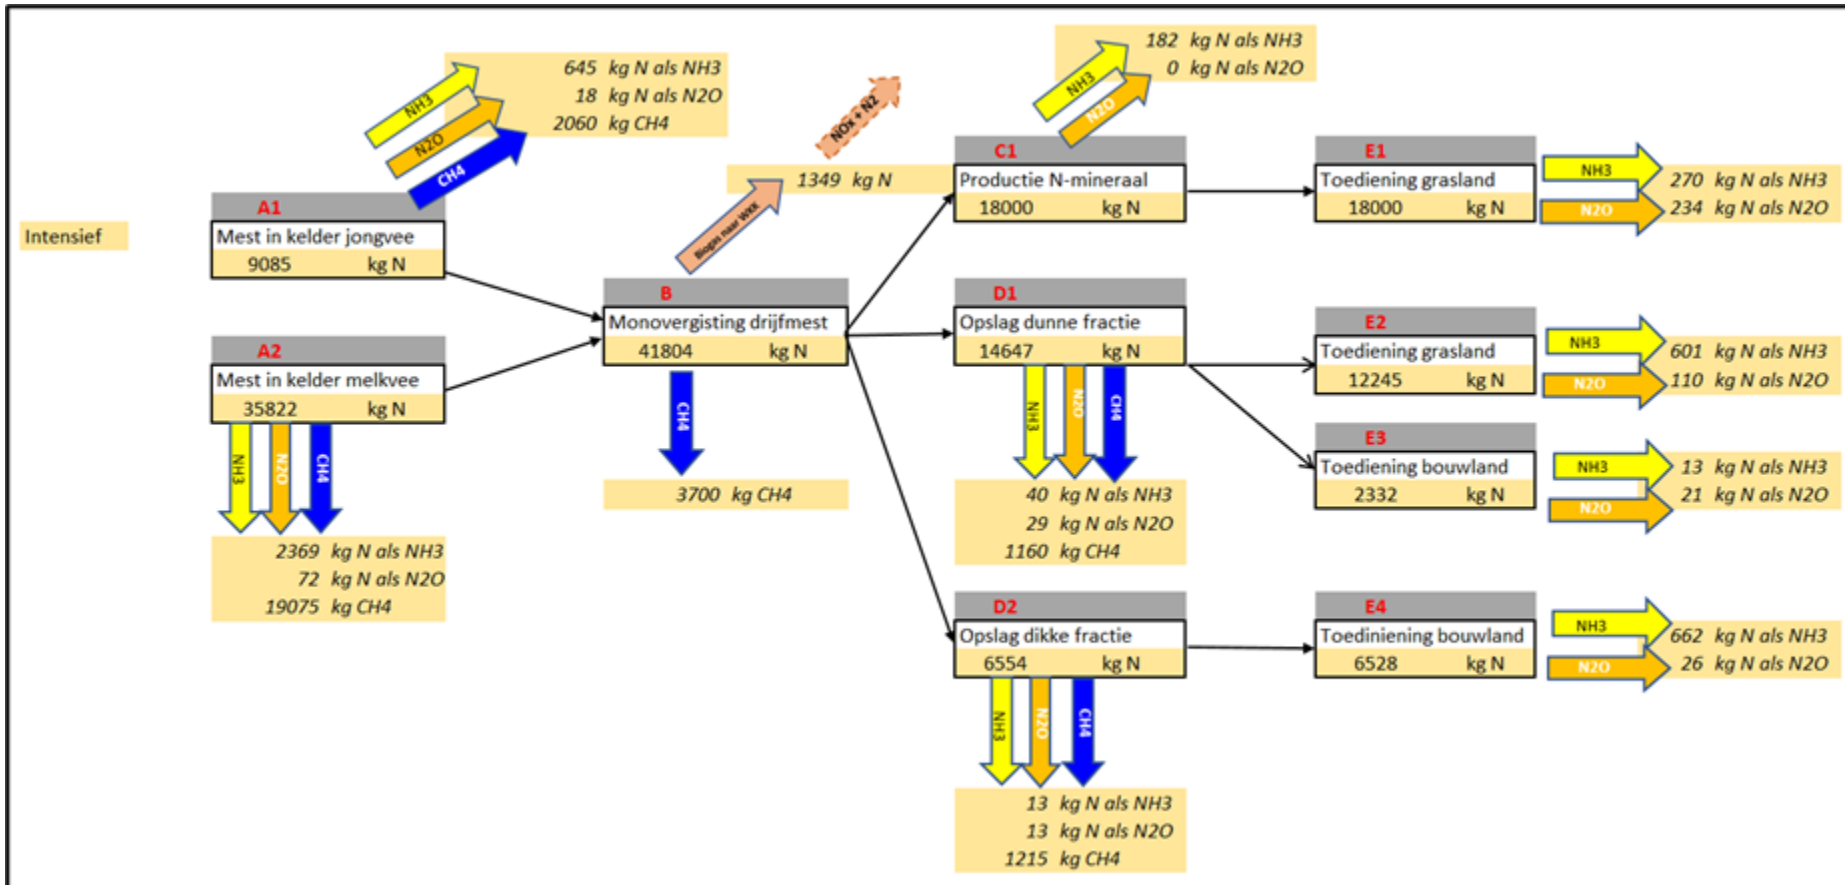 Intensief
A1
Mest in kelder jongvee
9085 kg N
NH3
N2O
CH4
645 kg N als NH3
18 kg N als N2O
2060 kg CH4
A2
Mest in kelder melkvee
35822 kg N
NH3
N2O
CH4
2369 kg N als NH3
72 kg N als N2O
19075 kg CH4
B
Monovergisting drijfmest
41804 kg N
CH4
3700 kg CH4
Biogas naar WKK
1349 kg N
NOx + N2
C1
Productie N-mineraal
18000 kg N
NH3
N2O
182 kg N als NH3
0 kg N als N2O
D1
Opslag dunne fractie
14647 kg N
NH3
N2O
CH4
40 kg N als NH3
29 kg N als N2O
1160 kg CH4
D2
Opslag dikke fractie
6554 kg N
NH3
N2O
CH4
13 kg N als NH3
13 kg N als N2O
1215 kg CH4
E1
Toediening grasland
18000 kg N
NH3
N2O
270 kg N als NH3
234 kg N als N2O
E2
Toediening grasland
12245 kg N
NH3
N2O
601 kg N als NH3
110 kg N als N2O
E3
Toediening bouwland
2332 kg N
NH3
N2O
13 kg N als NH3
21 kg N als N2O
E4
Toediniening bouwland
6528 kg N
NH3
N2O
662 kg N als NH3
26 kg N als N2O